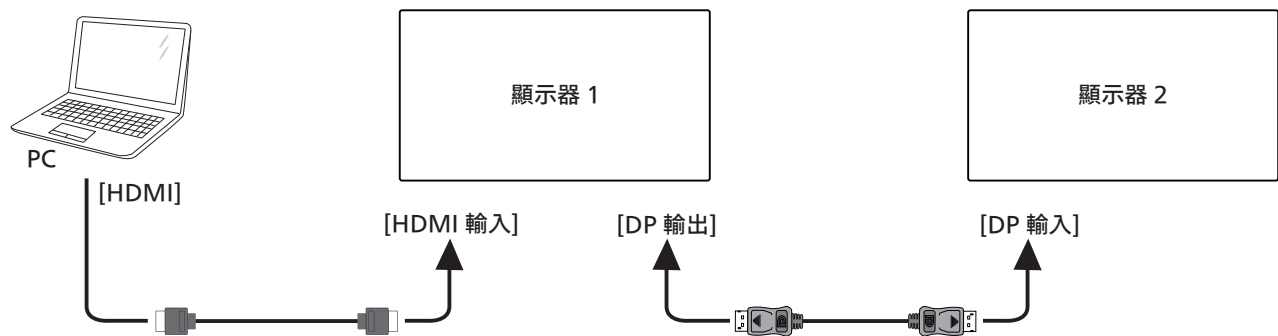 顯示器 1
顯示器 2
PC
[HDMI]
[HDMI 輸入]
[DP 輸出]
[DP 輸入]